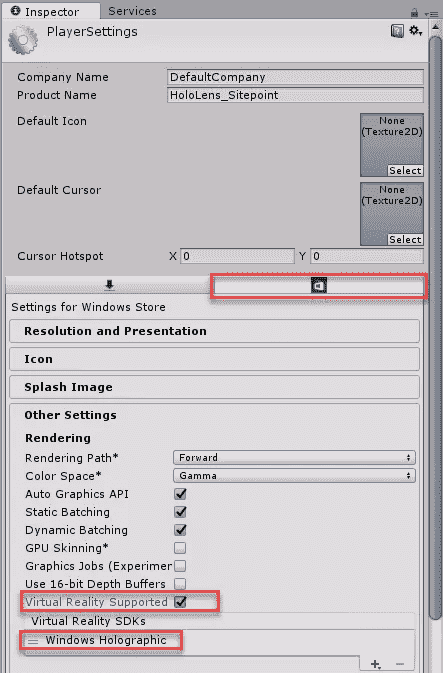 Inspector Services
PlayerSettings
Company Name DefaultCompany
Product Name HoloLens_Sitepoint
Default Icon None
(Texture2D)
Select
Default Cursor None
(Texture2D)
Select
Cursor Hotspot X 0 Y 0
Settings for Windows Store
Resolution and Presentation
Icon
Splash Image
Other Settings
Rendering
Rendering Path* Forward
Color Space* Gamma
Auto Graphics API
Static Batching
Dynamic Batching
GPU Skinning*
Graphics Jobs (Experimer
Use 16-bit Depth Buffers
Virtual Reality Supported
Virtual Reality SDKs
Windows Holographic